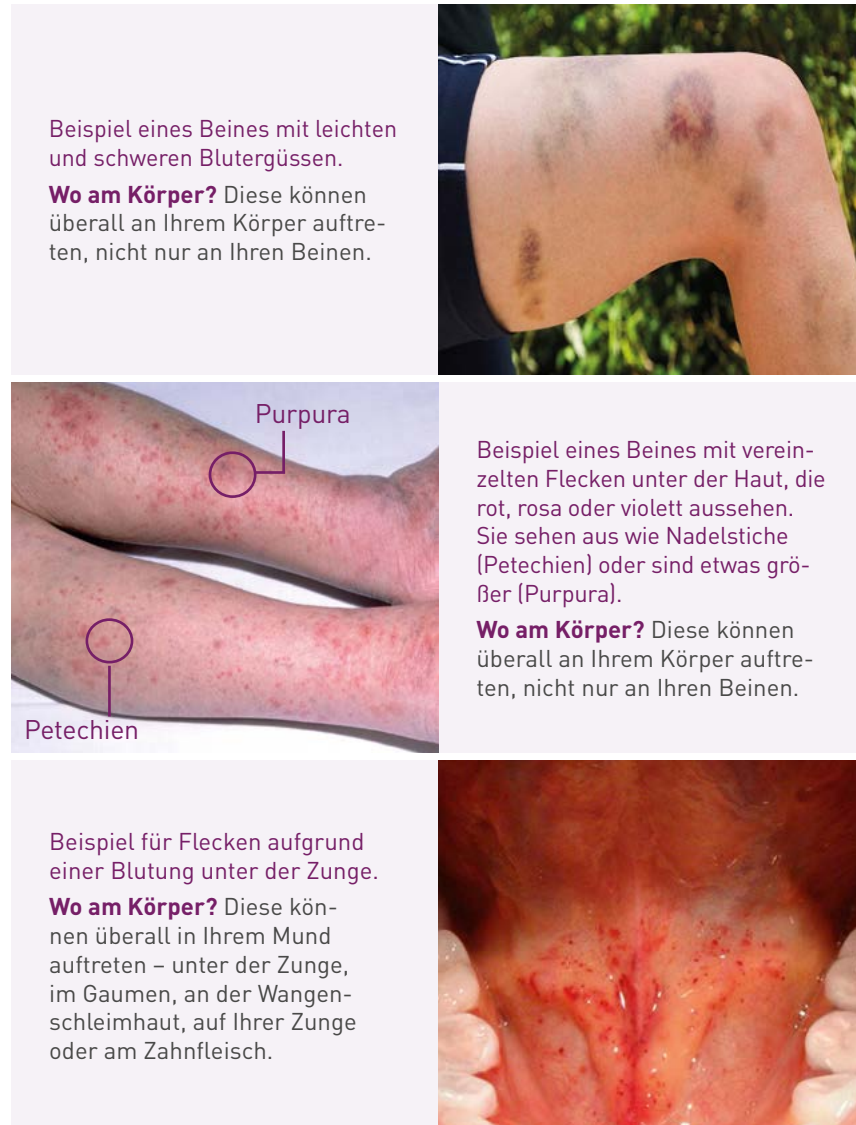 Beispiel eines Beines mit leichten
und schweren Blutergüssen.
Wo am Körper? Diese können
überall an Ihrem Körper auftre-
ten, nicht nur an Ihren Beinen.
Purpura
Petechien
Beispiel eines Beines mit verein-
zelten Flecken unter der Haut, die
rot, rosa oder violett aussehen.
Sie sehen aus wie Nadelstiche
(Petechien) oder sind etwas grö-
ßer (Purpura).
Wo am Körper? Diese können
überall an Ihrem Körper auftre-
ten, nicht nur an Ihren Beinen.
Beispiel für Flecken aufgrund
einer Blutung unter der Zunge.
Wo am Körper? Diese kön-
nen überall in Ihrem Mund
auftreten – unter der Zunge,
im Gaumen, an der Wangen-
schleimhaut, auf Ihrer Zunge
oder am Zahnfleisch.